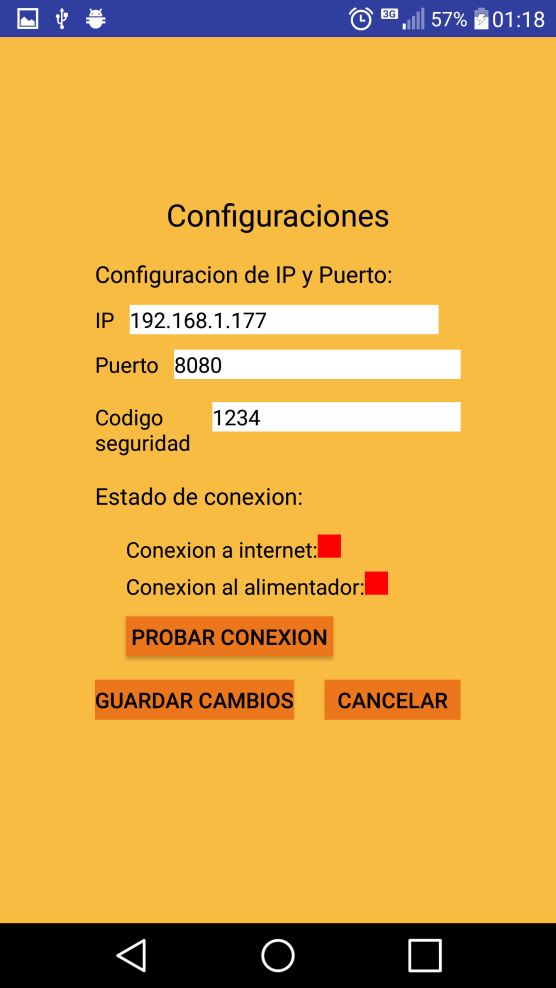 3G 57% 01:18
Configuraciones
Configuracion de IP y Puerto:
IP 192.168.1.177
Puerto 8080
Codigo 1234
seguridad
Estado de conexion:
Conexion a internet:
Conexion al alimentador:
PROBAR CONEXION
GUARDAR CAMBIOS CANCELAR